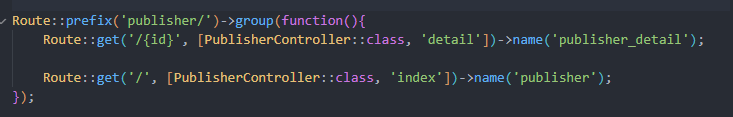 Route::prefix('publisher/')->group(function(){
Route::get('/{id}', [PublisherController::class, 'detail'])->name('publisher_detail');
Route::get('/', [PublisherController::class, 'index'])->name('publisher');
});